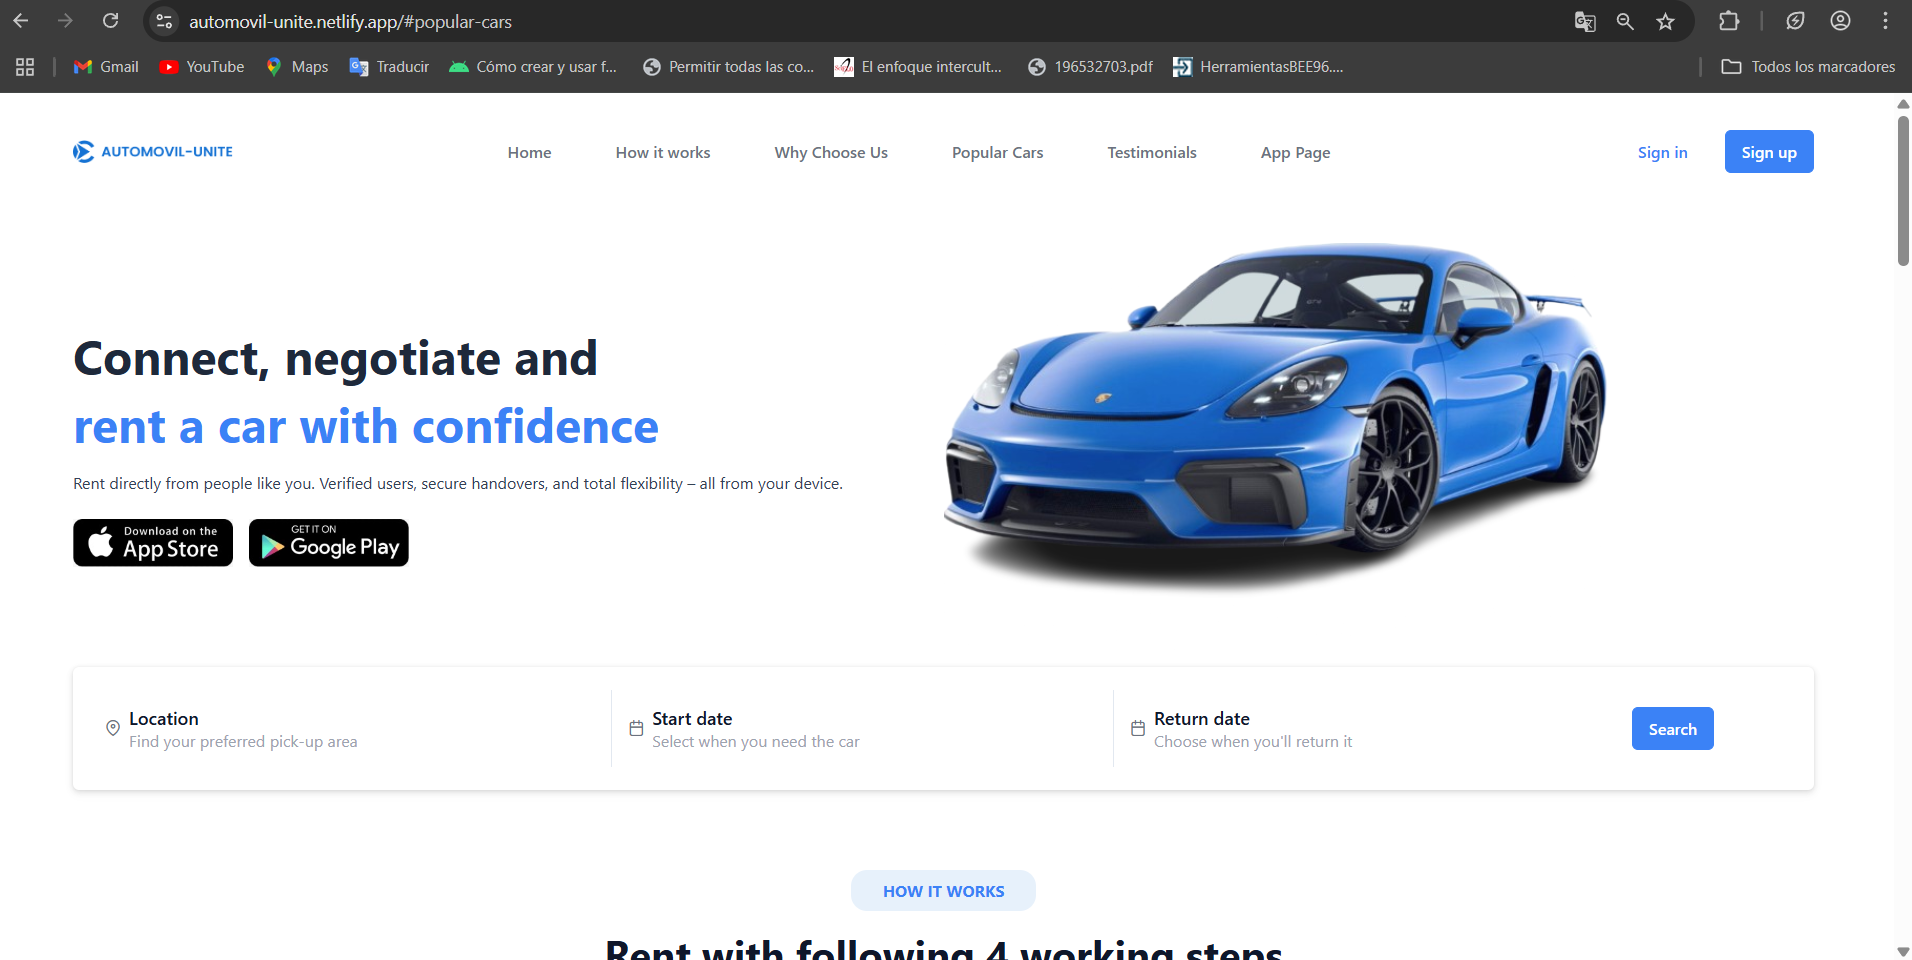 automovil-unite.netlify.app/#popular-cars
Gmail
YouTube
Maps
Traducir
Cómo crear y usar f...
Permitir todas las co...
El enfoque intercult...
196532703.pdf
HerramientasBEE96....
Todos los marcadores
AUTOMOVIL-UNITE
Home
How it works
Why Choose Us
Popular Cars
Testimonials
App Page
Sign in
Sign up
Connect, negotiate and
rent a car with confidence
Rent directly from people like you. Verified users, secure handovers, and total flexibility – all from your device.
Download on the
App Store
GET IT ON
Google Play
Location
Find your preferred pick-up area
Start date
Select when you need the car
Return date
Choose when you'll return it
Search
HOW IT WORKS
Rent with following 4 working steps